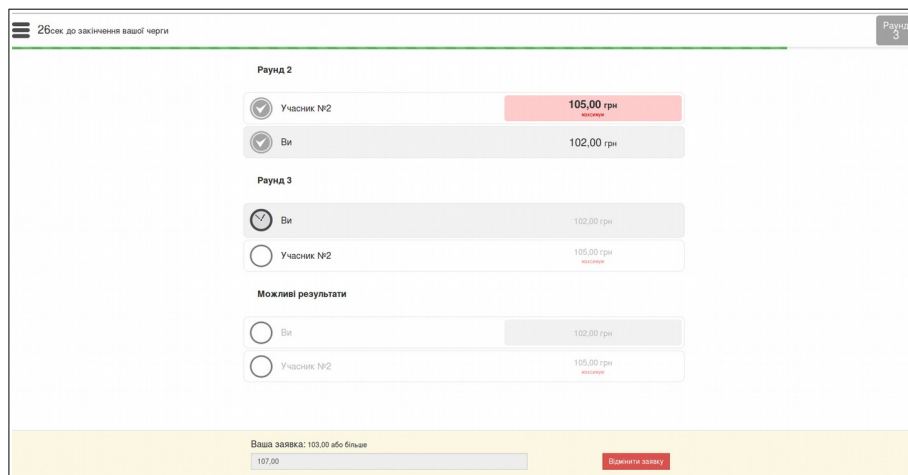 26сек до закінчення вашої черги
Раунд
3
Раунд 2
Учасник №2
105,00 грн
максимум
Ви
102,00 грн
Раунд 3
Ви
102,00 грн
Учасник №2
105,00 грн
максимум
Можливі результати
Ви
102,00 грн
Учасник №2
105,00 грн
максимум
Ваша заявка: 103,00 або більше
107,00
Відмінити заявку